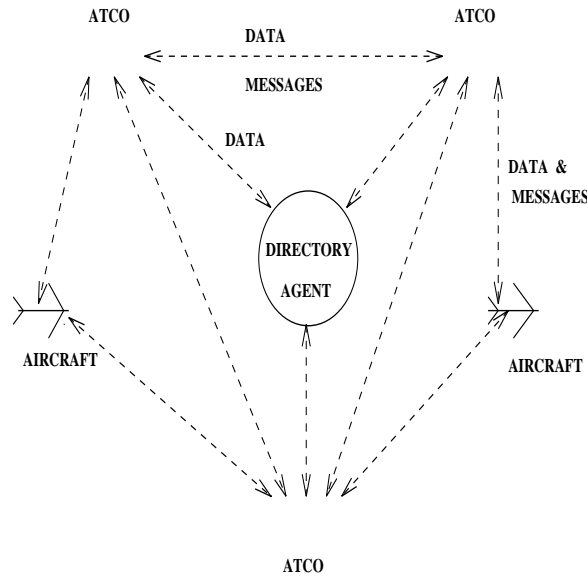 ATCO
ATCO
DATA
MESSAGES
DATA
DATA &
MESSAGES
DIRECTORY
AGENT
AIRCRAFT
AIRCRAFT
ATCO